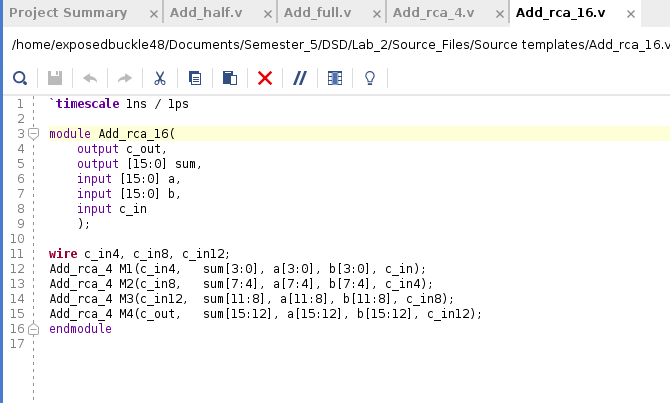 Project Summary × Add_half.v × Add_full.v × Add_rca_4.v × Add_rca_16.v ×
/home/exposedbuckle48/Documents/Semester_5/DSD/Lab_2/Source_Files/Source templates/Add_rca_16.v
1 `timescale 1ns / 1ps
2
3 module Add_rca_16(
4 output c_out,
5 output [15:0] sum,
6 input [15:0] a,
7 input [15:0] b,
8 input c_in
9 );
10
11 wire c_in4, c_in8, c_in12;
12 Add_rca_4 M1(c_in4, sum[3:0], a[3:0], b[3:0], c_in);
13 Add_rca_4 M2(c_in8, sum[7:4], a[7:4], b[7:4], c_in4);
14 Add_rca_4 M3(c_in12, sum[11:8], a[11:8], b[11:8], c_in8);
15 Add_rca_4 M4(c_out, sum[15:12], a[15:12], b[15:12], c_in12);
16 endmodule
17